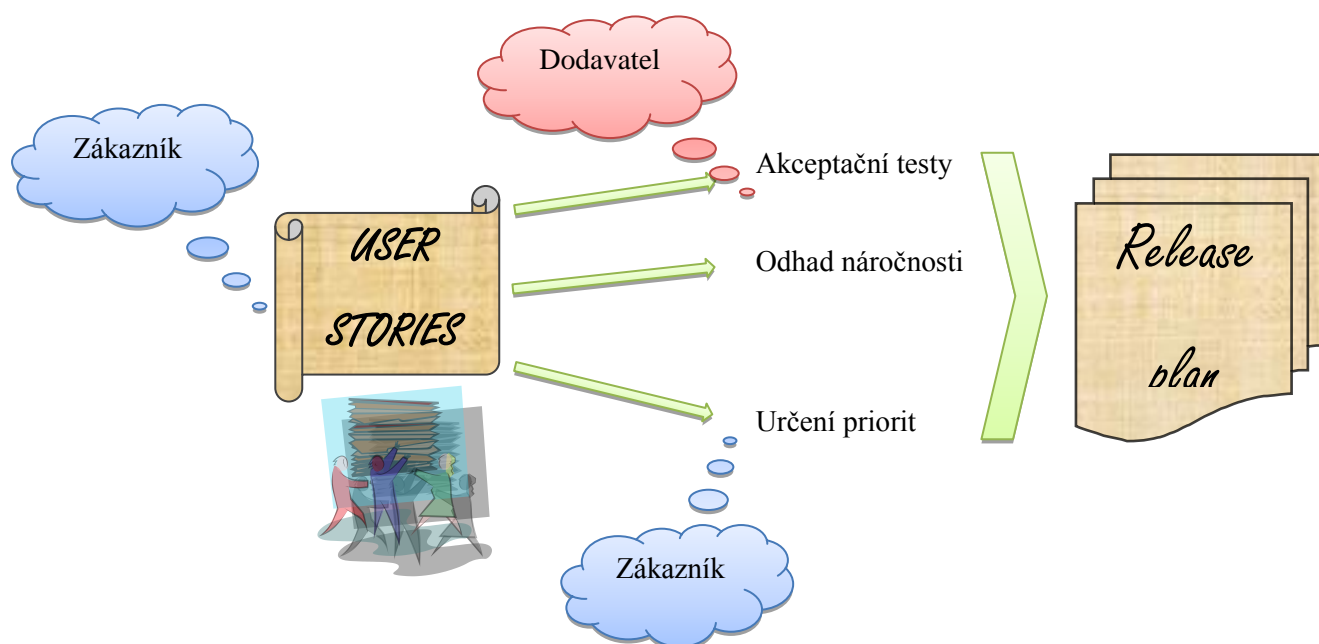 Dodavatel
Zákazník
Akceptační testy
USER
STORIES
Odhad náročnosti
Release
plan
Určení priorit
Zákazník